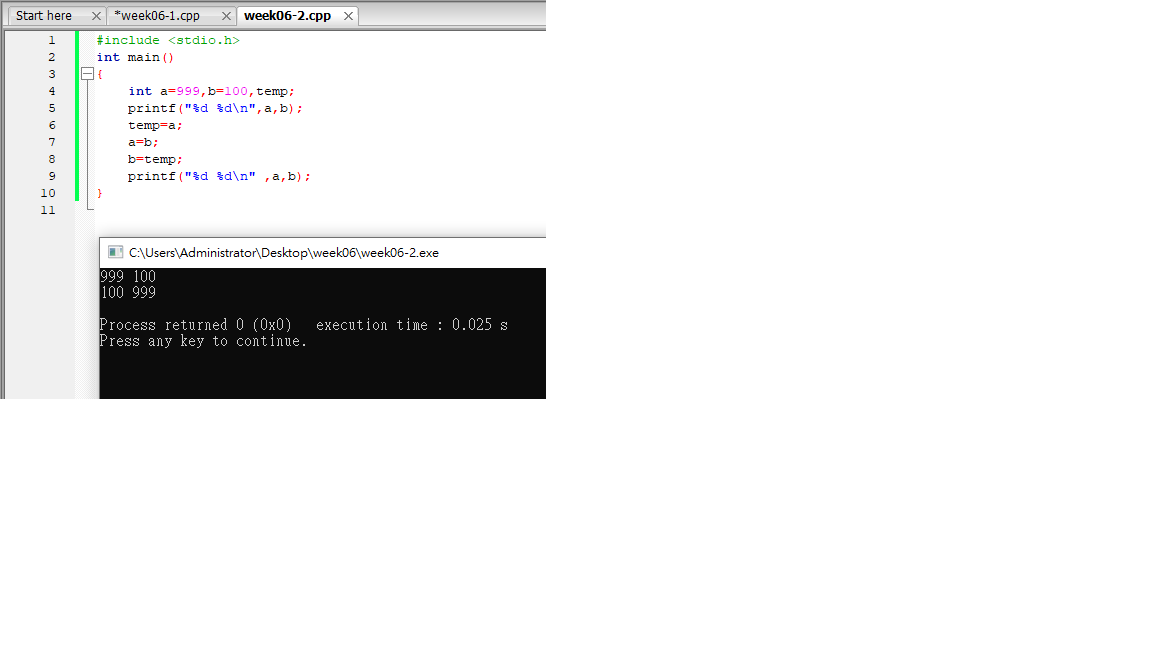 Start here *week06-1.cpp week06-2.cpp
1 #include <stdio.h>
2 int main()
3 {
4 int a=999,b=100,temp;
5 printf("%d %d\n",a,b);
6 temp=a;
7 a=b;
8 b=temp;
9 printf("%d %d\n" ,a,b);
10 }
11
C:\Users\Administrator\Desktop\week06\week06-2.exe
999 100
100 999
Process returned 0 (0x0) execution time : 0.025 s
Press any key to continue.